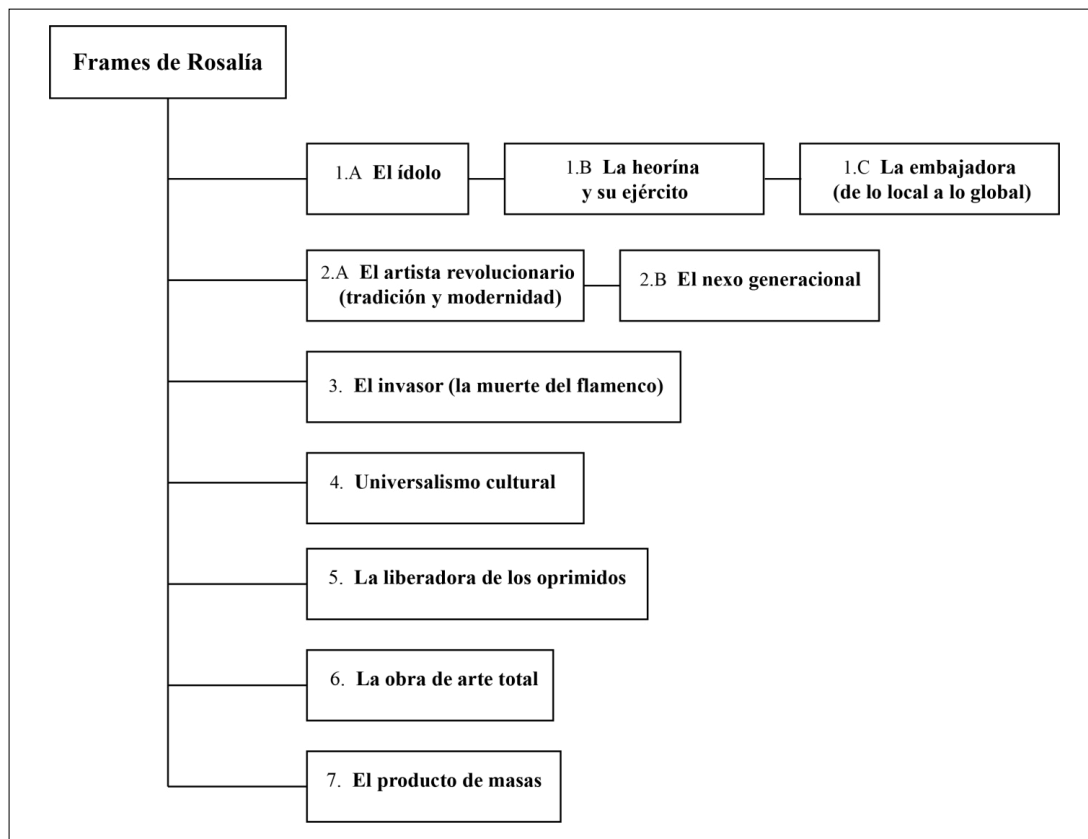 Frames de Rosalía
1.A El ídolo
1.B La heorína
y su ejército
1.C La embajadora
(de lo local a lo global)
2.A El artista revolucionario
(tradición y modernidad)
2.B El nexo generacional
3. El invasor (la muerte del flamenco)
4. Universalismo cultural
5. La liberadora de los oprimidos
6. La obra de arte total
7. El producto de masas